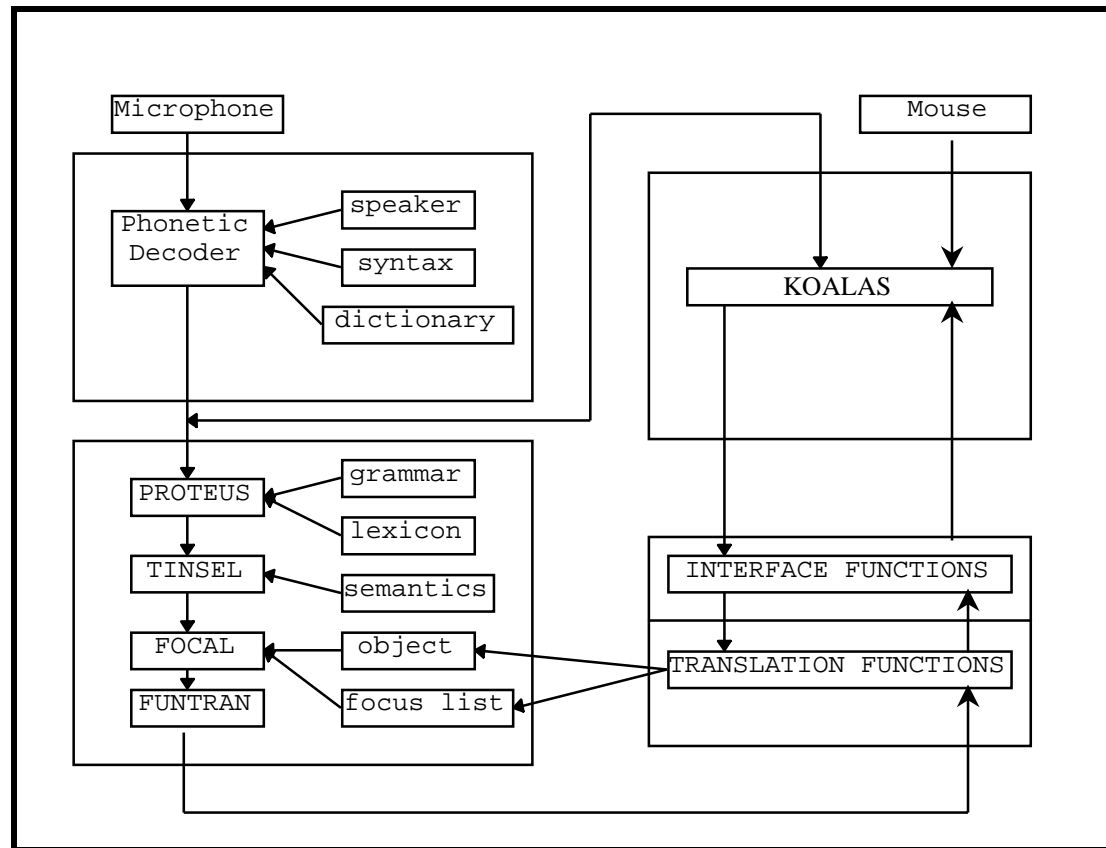 Microphone
Mouse
Phonetic
Decoder
speaker
syntax
dictionary
KOALAS
PROTEUS
grammar
lexicon
TINSEL
semantics
FOCAL
object
FUNTRAN
focus list
INTERFACE FUNCTIONS
TRANSLATION FUNCTIONS